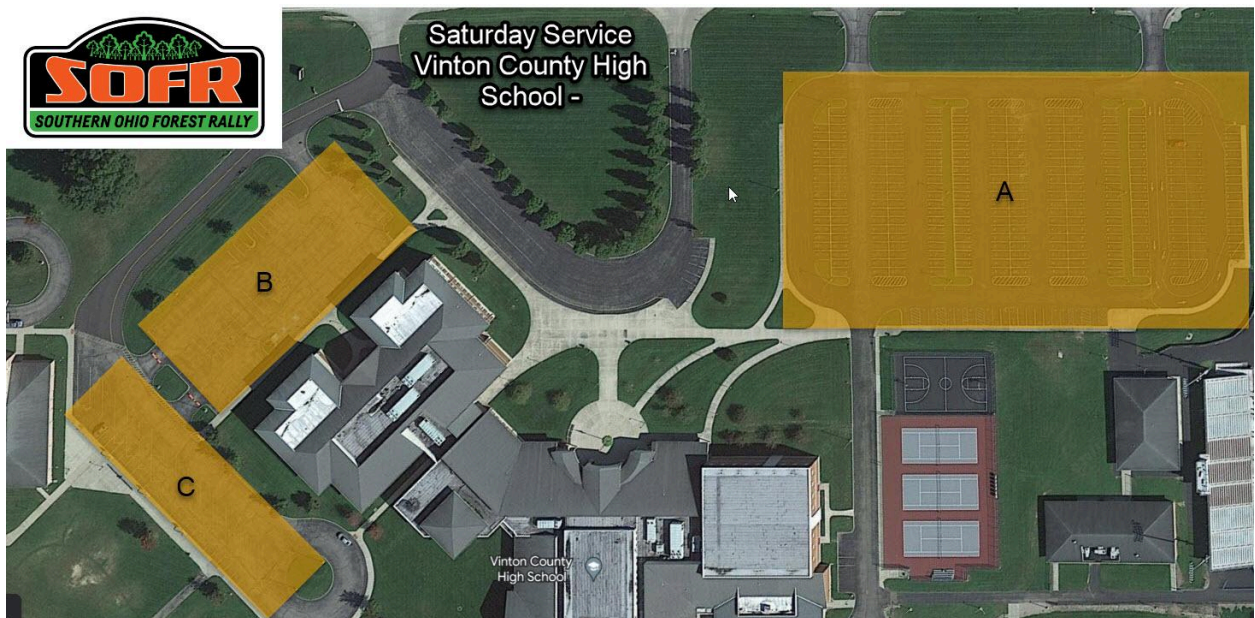 SOFR
SOUTHERN OHIO FOREST RALLY
Saturday Service
Vinton County High
School -
A
B
C
Vinton County
High School